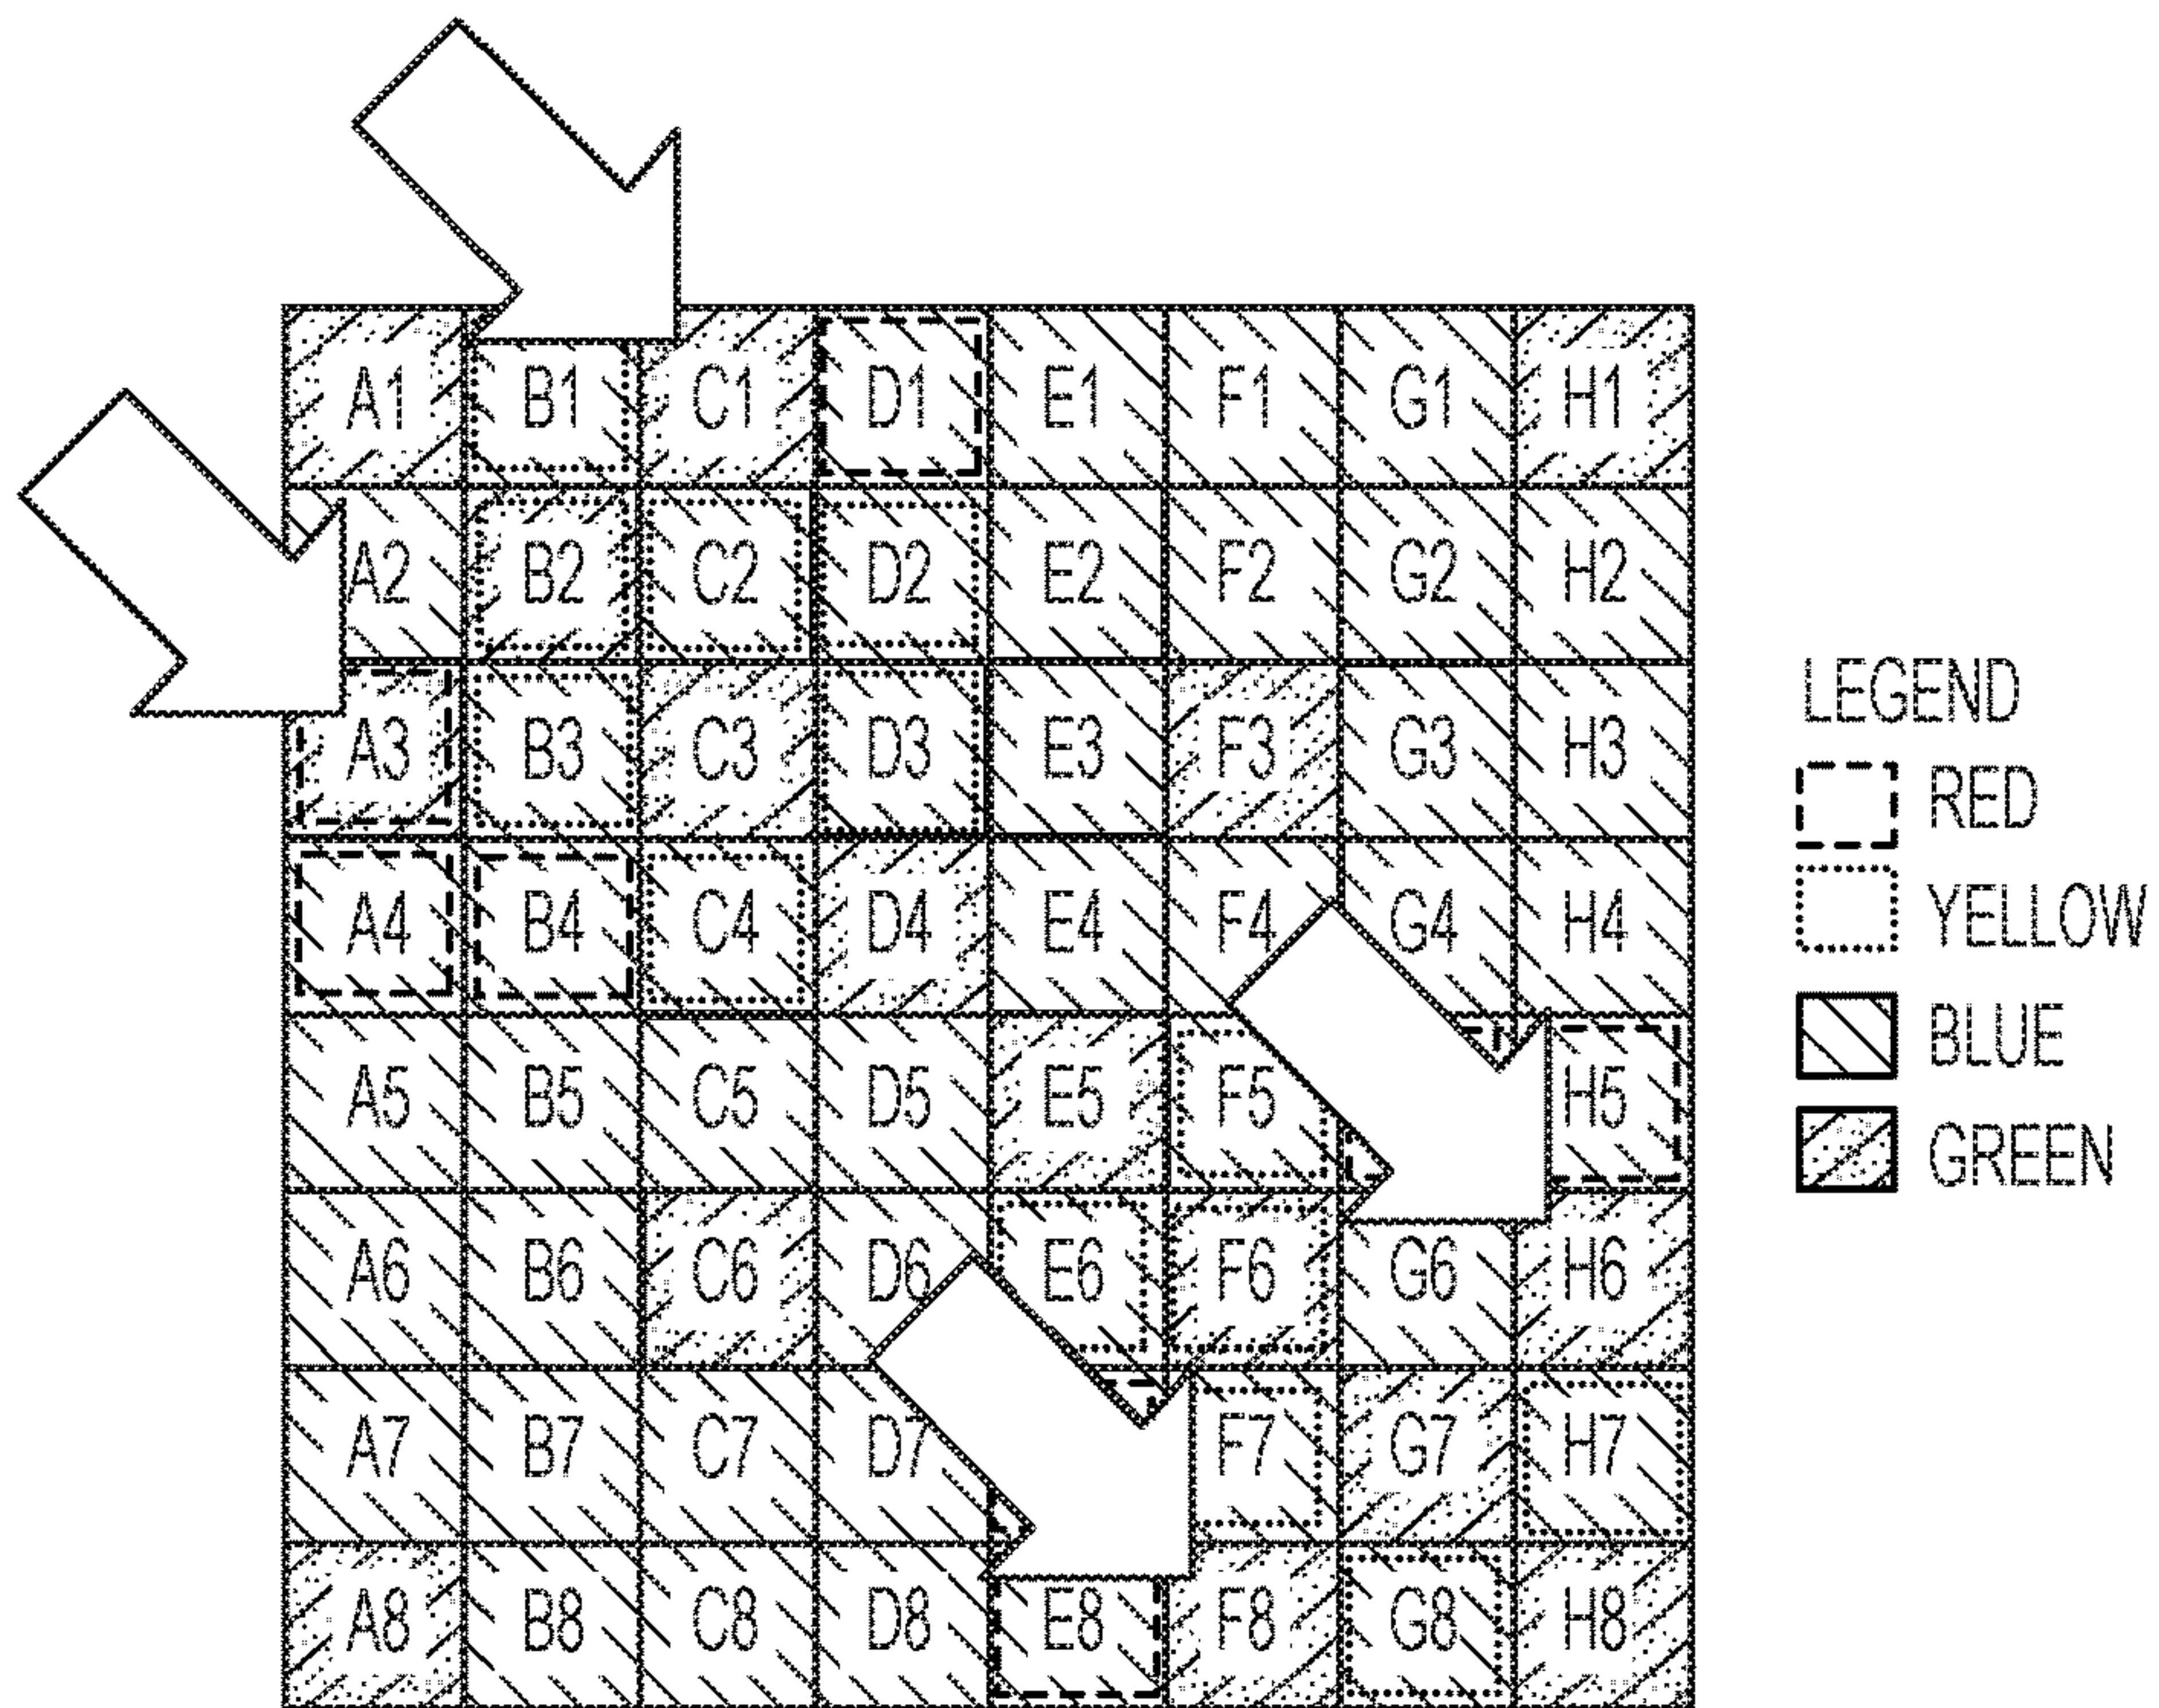 A1 B1 C1 D1 E1 F1 G1 H1
A2 B2 C2 D2 E2 F2 G2 H2
A3 B3 C3 D3 E3 F3 G3 H3
A4 B4 C4 D4 E4 F4 G4 H4
A5 B5 C5 D5 E5 F5 H5
A6 B6 C6 D6 E6 F6 G6 H6
A7 B7 C7 D7 F7 G7 H7
A8 B8 C8 D8 E8 F8 G8 H8
LEGEND
RED
YELLOW
BLUE
GREEN